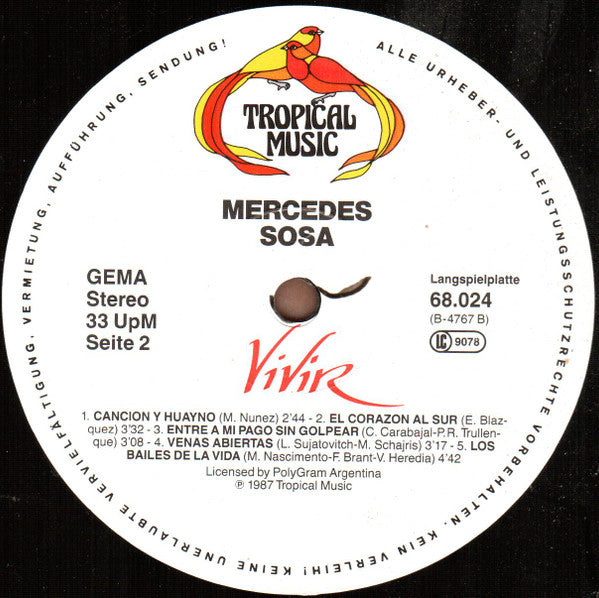 ALLE URHEBER- UND LEISTUNGSSCHUTZRECHTE VORBEHALTEN. KEIN VERLEIH! KEINE UNERLAUBTE VERVIELFÄLTIGUNG, VERMIETUNG, AUFFÜHRUNG, SENDUNG!
TROPICAL
MUSIC
MERCEDES
SOSA
GEMA
Stereo
33 UpM
Seite 2
Langspielplatte
68.024
(B-4767 B)
LC 9078
Vivir
1. CANCION Y HUAYNO (M. Nunez) 2'44 - 2. EL CORAZON AL SUR (E. Blaz-
quez) 3'32 - 3. ENTRE A MI PAGO SIN GOLPEAR (C. Carabajal-P.R. Trullen-
que) 3'08 - 4. VENAS ABIERTAS (L. Sujatovitch-M. Schajris) 3'17 - 5. LOS
BAILES DE LA VIDA (M. Nascimento-F. Brant-V. Heredia) 4'42
Licensed by PolyGram Argentina
℗ 1987 Tropical Music